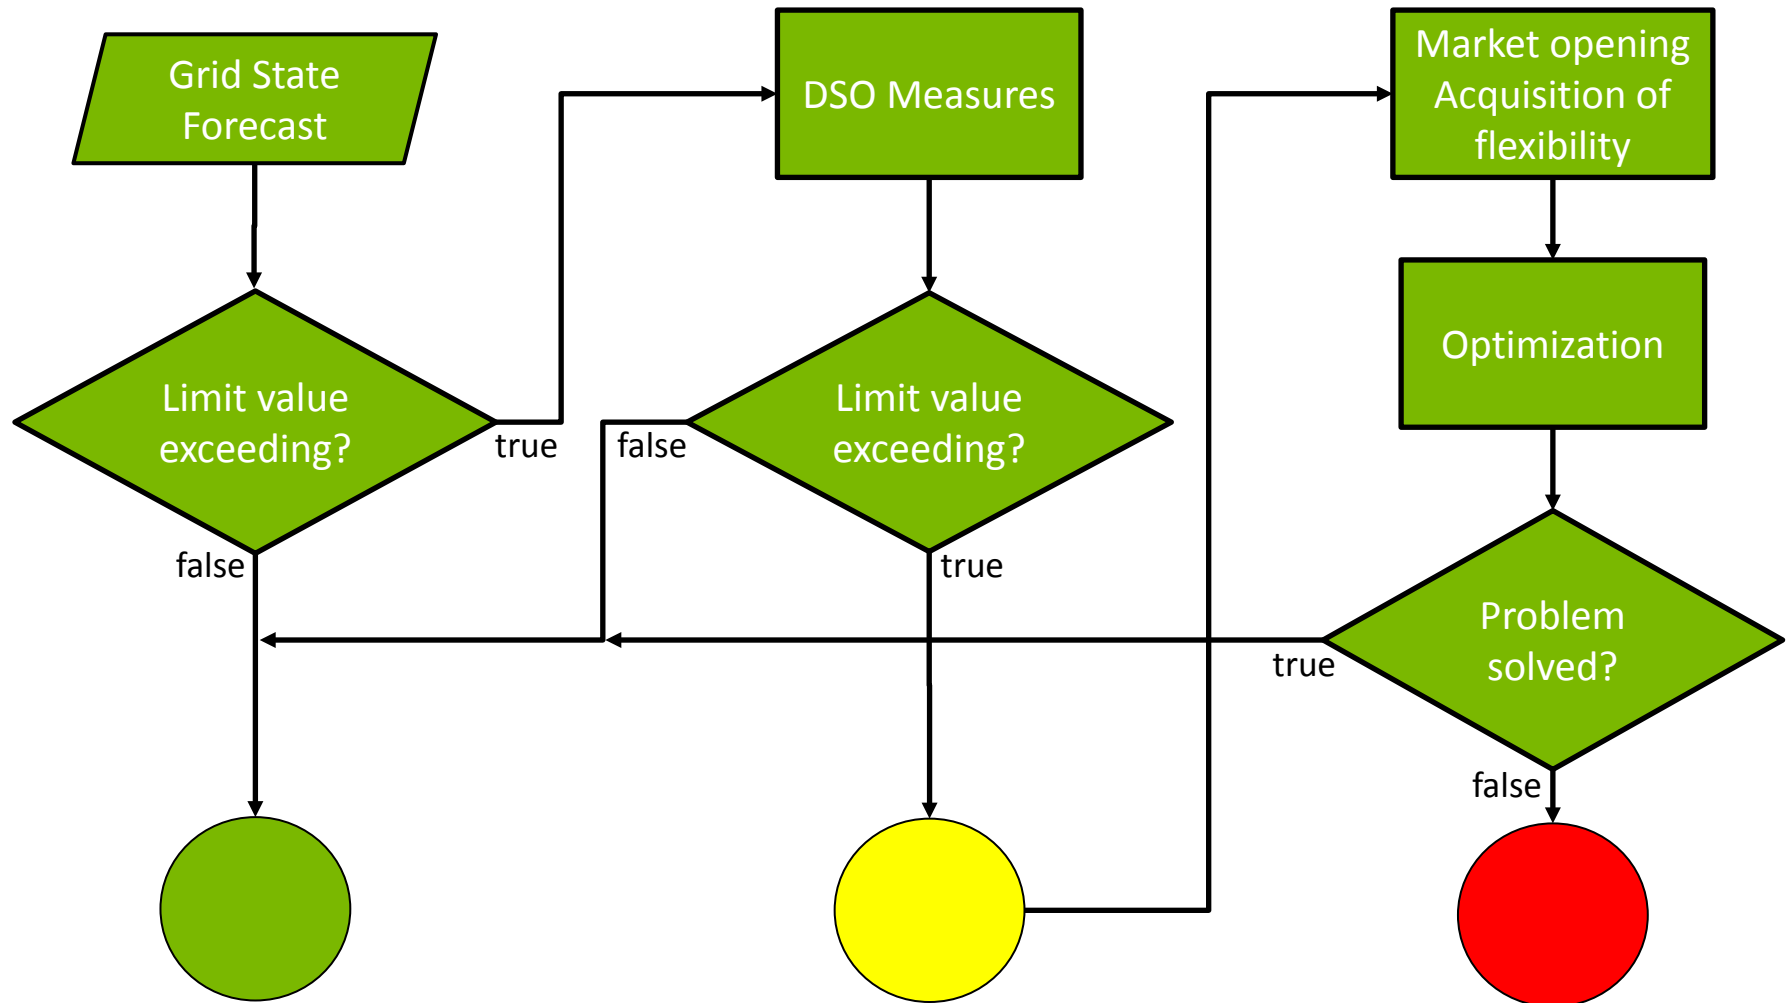 Grid State
Forecast
Limit value
exceeding?
true
false
DSO Measures
Limit value
exceeding?
false
true
Market opening
Acquisition of
flexibility
Optimization
Problem
solved?
true
false